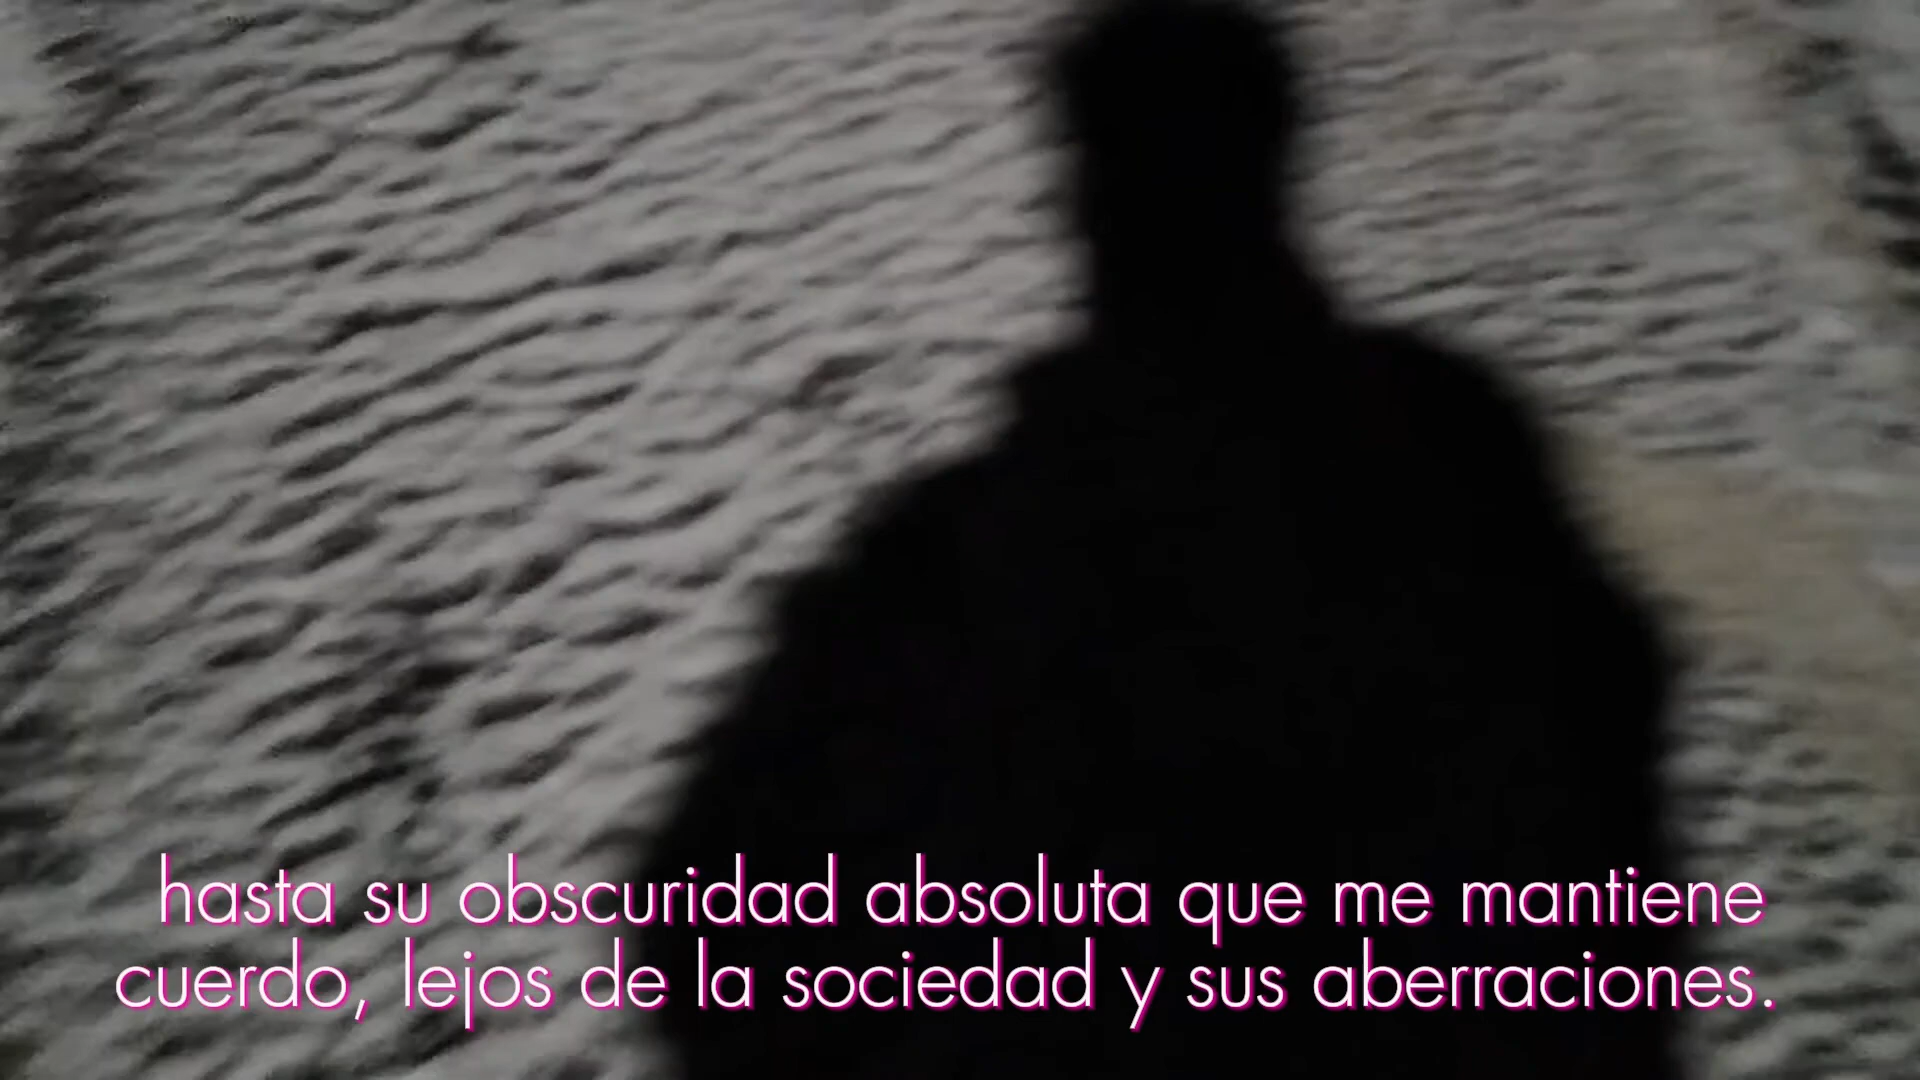 hasta su obscuridad absoluta que me mantiene
cuerdo, lejos de la sociedad y sus aberraciones.